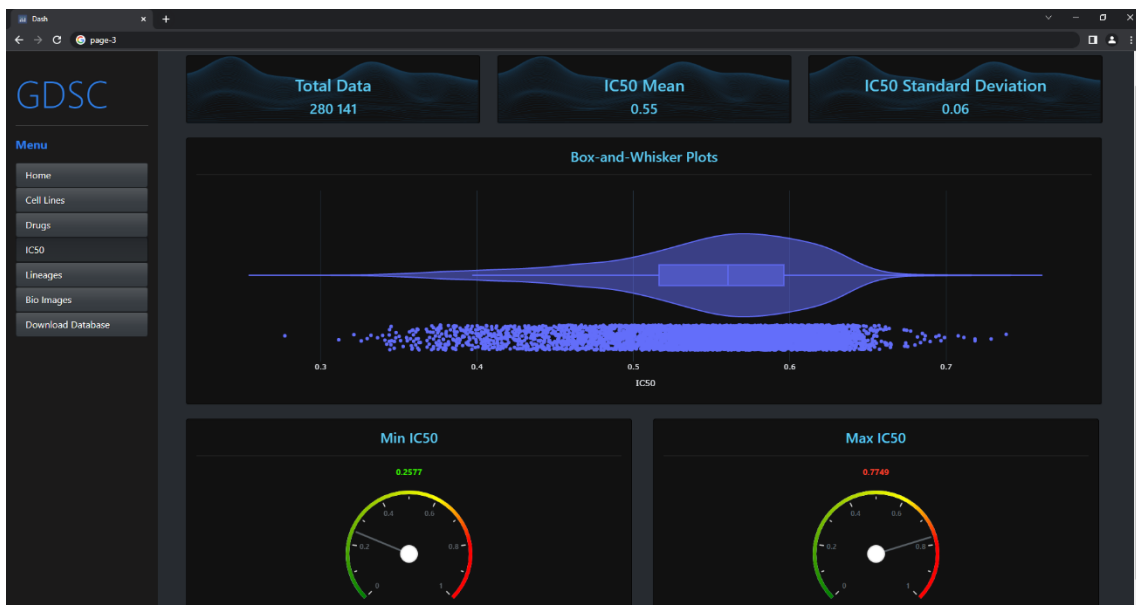 Dash
page-3
GDSC
Menu
Home
Cell Lines
Drugs
IC50
Lineages
Bio Images
Download Database
Total Data
280 141
IC50 Mean
0.55
IC50 Standard Deviation
0.06
Box-and-Whisker Plots
0.3 0.4 0.5 0.6 0.7
IC50
Min IC50
0.2577
0.4 0.6
0.2 0.8
0 1
Max IC50
0.7749
0.4 0.6
0.2 0.8
0 1